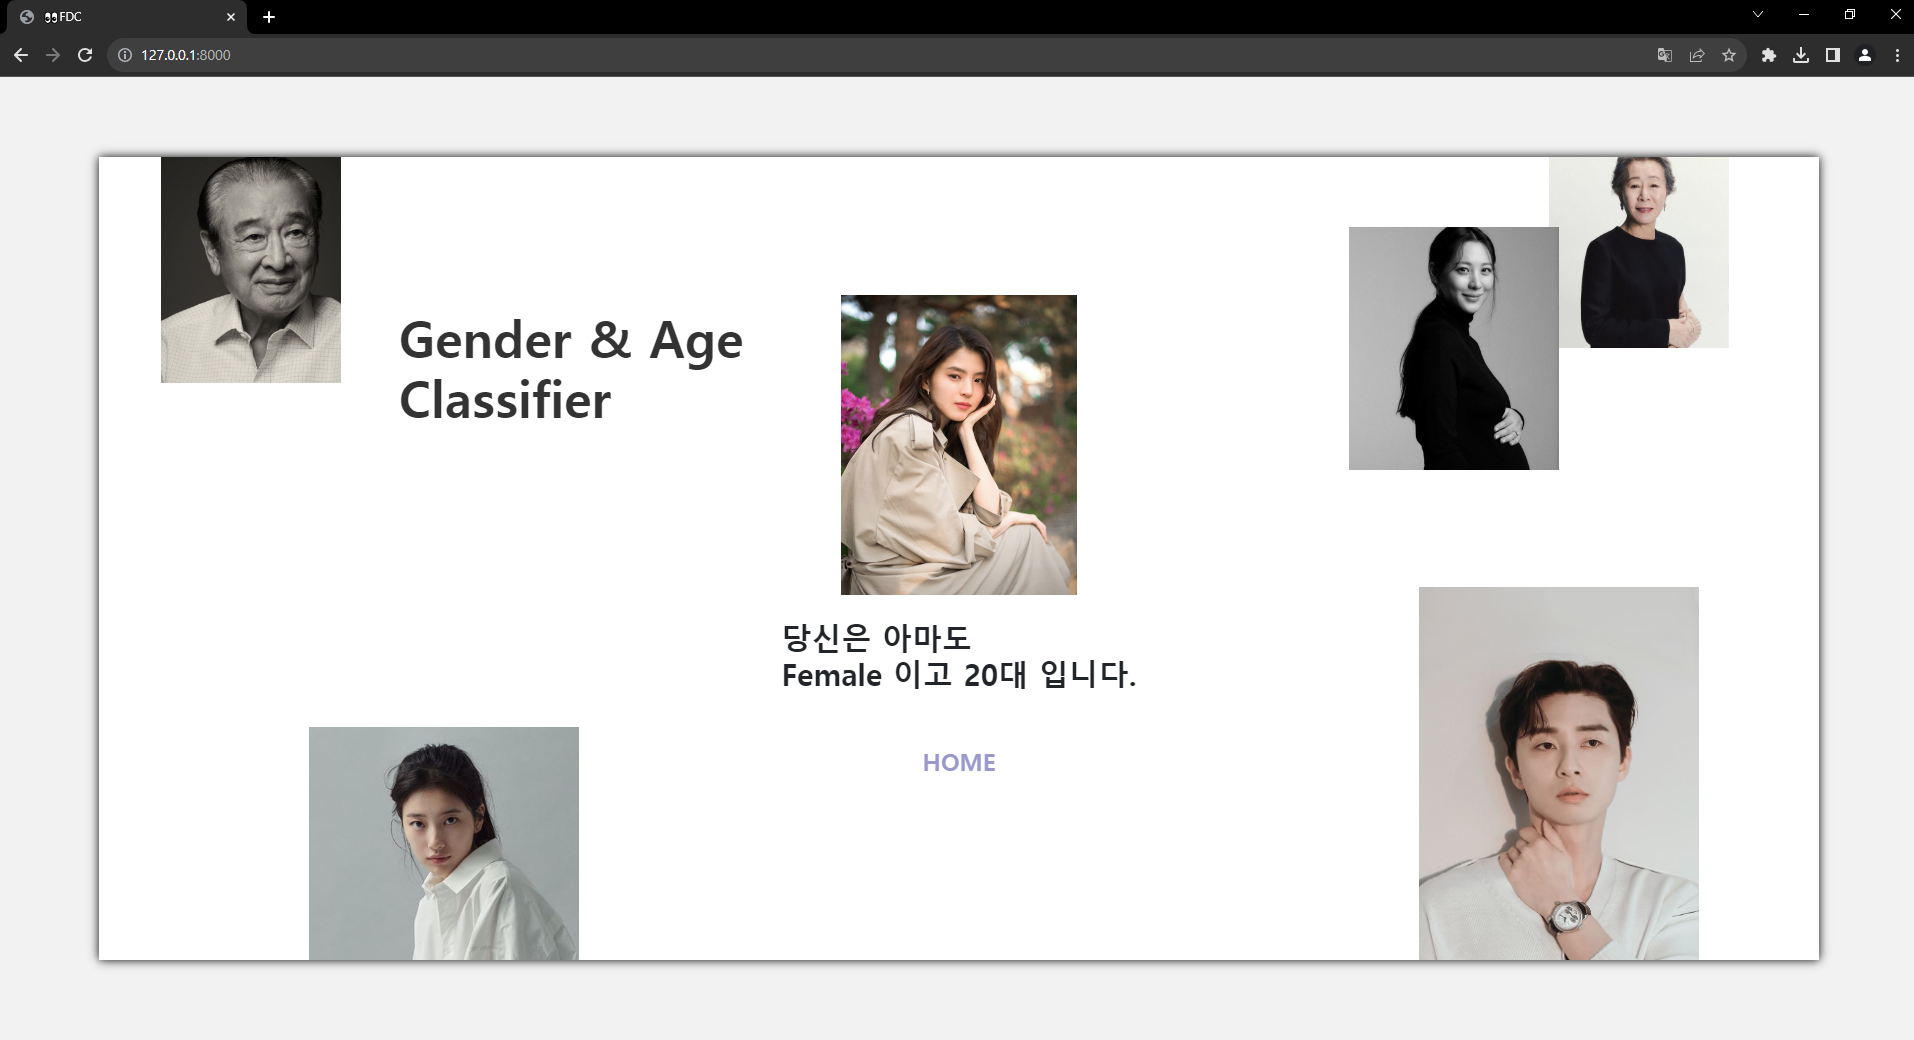 FDC
127.0.0.1:8000
Gender & Age
Classifier
당신은 아마도
Female 이고 20대 입니다.
HOME